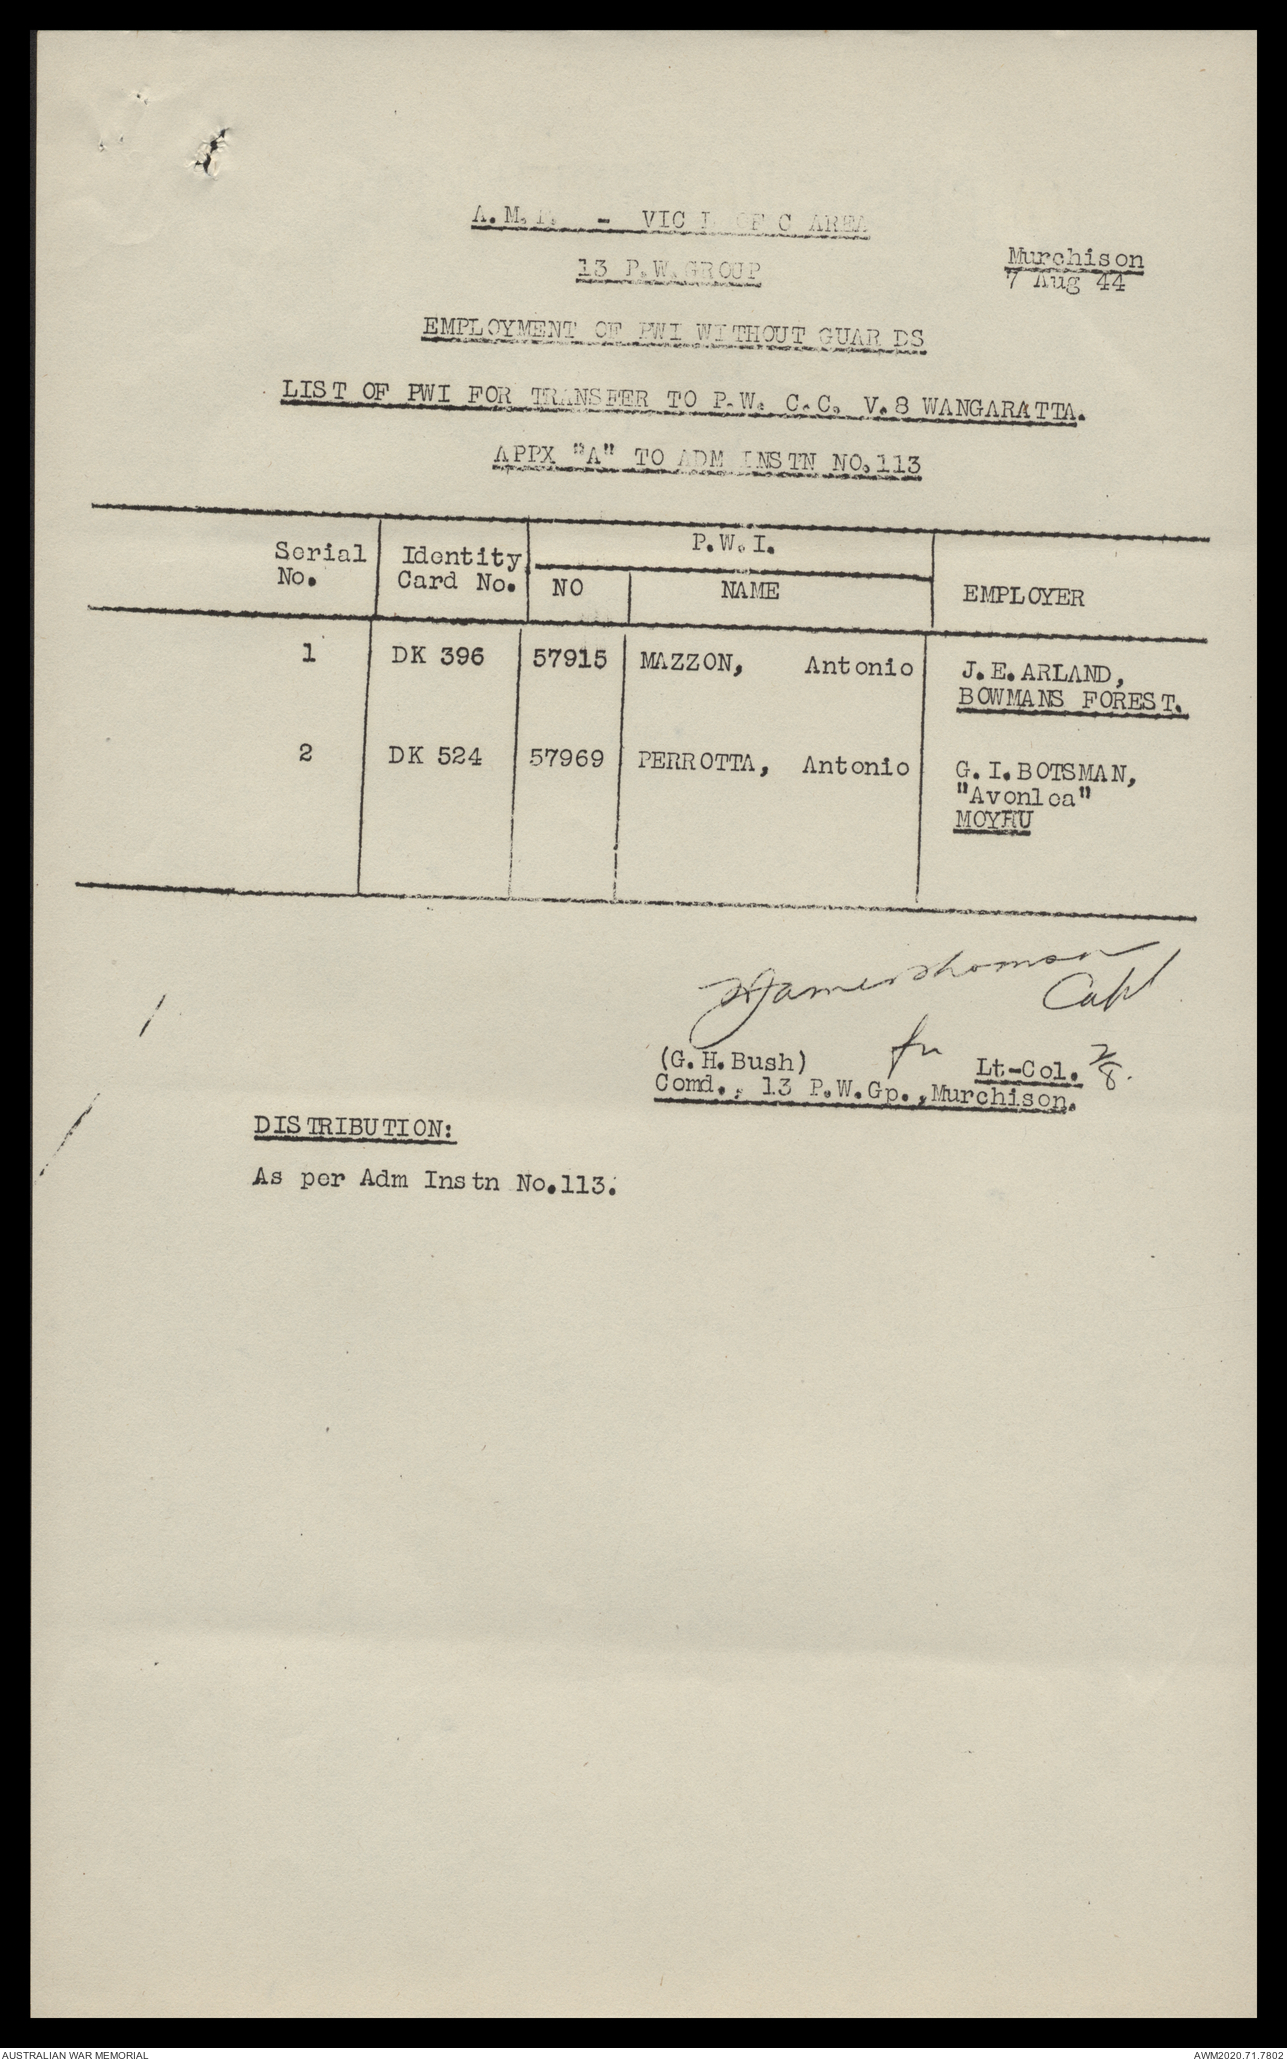 A.M.F. - VIC L OF C AREA
13 P.W. GROUP
Murchison
7 Aug 44
EMPLOYMENT OF PWI WITHOUT GUARDS
LIST OF PWI FOR TRANSFER TO P.W. C.C. V.8 WANGARATTA.
APPX "A" TO ADM INSTN NO.113
Serial No. Identity Card No. P.W.I. NO NAME EMPLOYER
1 DK 396 57915 MAZZON, Antonio J.E.ARLAND,
BOWMANS FOREST.
2 DK 524 57969 PERROTTA, Antonio G.I.BOTSMAN,
"Avonlea"
MOYHU
Capt
(G.H.Bush) for Lt-Col.
Comd., 13 P.W.Gp.,Murchison.
DISTRIBUTION:
As per Adm Instn No.113.
AUSTRALIAN WAR MEMORIAL
AWM2020.71.7802